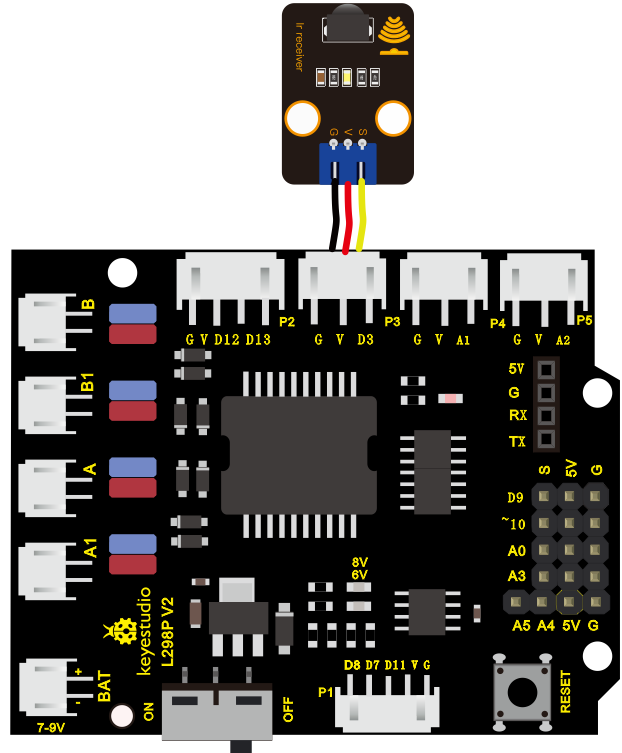 Ir receiver
G V S
P2 P3 P4 P5
G V D12 D13
G V D3
G V A1
G V A2
B
B1
A
A1
5V
G
RX
TX
S 5V G
D9
~10
A0
A3
A5 A4 5V G
8V
6V
keyestudio
L298P V2
D8 D7 D11 V G
P1
+
-
BAT
7-9V
ON
OFF
RESET